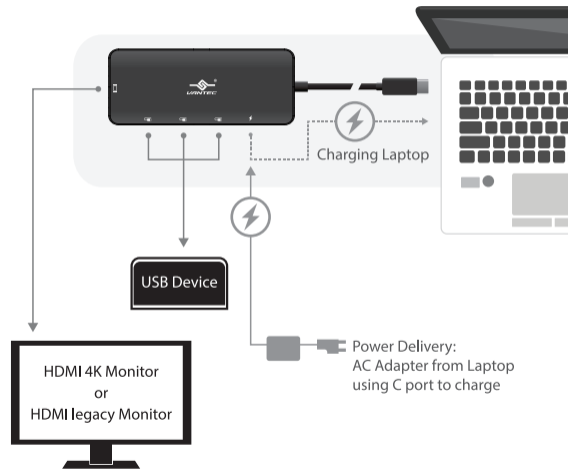 VANTEC
Charging Laptop
USB Device
HDMI 4K Monitor
or
HDMI legacy Monitor
Power Delivery:
AC Adapter from Laptop
using C port to charge